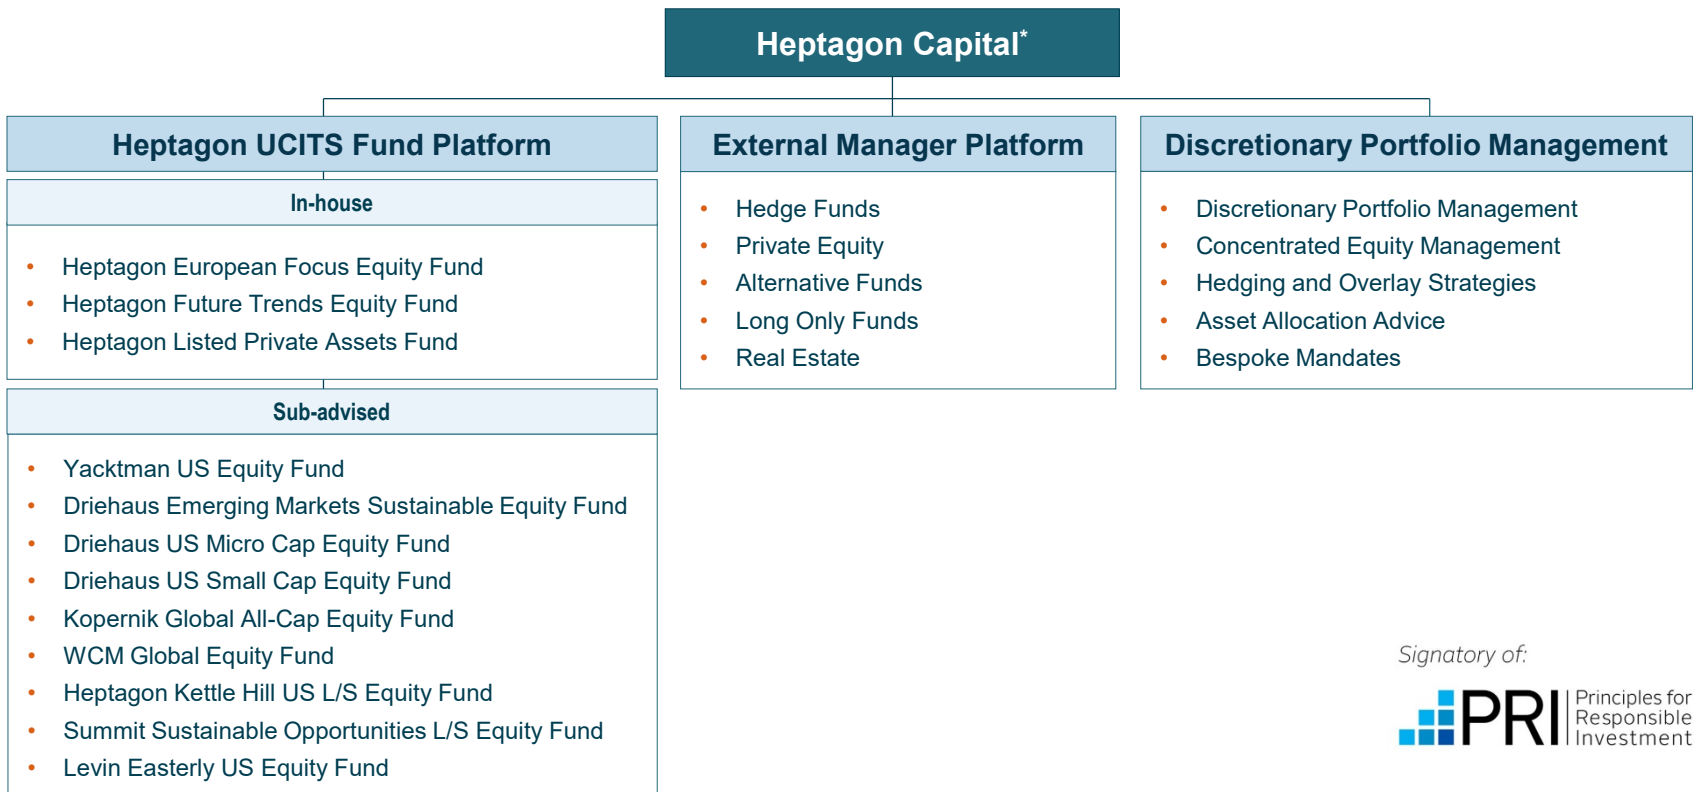 Heptagon Capital*
Heptagon UCITS Fund Platform
In-house
• Heptagon European Focus Equity Fund
• Heptagon Future Trends Equity Fund
• Heptagon Listed Private Assets Fund
Sub-advised
• Yacktman US Equity Fund
• Driehaus Emerging Markets Sustainable Equity Fund
• Driehaus US Micro Cap Equity Fund
• Driehaus US Small Cap Equity Fund
• Kopernik Global All-Cap Equity Fund
• WCM Global Equity Fund
• Heptagon Kettle Hill US L/S Equity Fund
• Summit Sustainable Opportunities L/S Equity Fund
• Levin Easterly US Equity Fund
External Manager Platform
• Hedge Funds
• Private Equity
• Alternative Funds
• Long Only Funds
• Real Estate
Discretionary Portfolio Management
• Discretionary Portfolio Management
• Concentrated Equity Management
• Hedging and Overlay Strategies
• Asset Allocation Advice
• Bespoke Mandates
Signatory of:
PRI
Principles for
Responsible
Investment